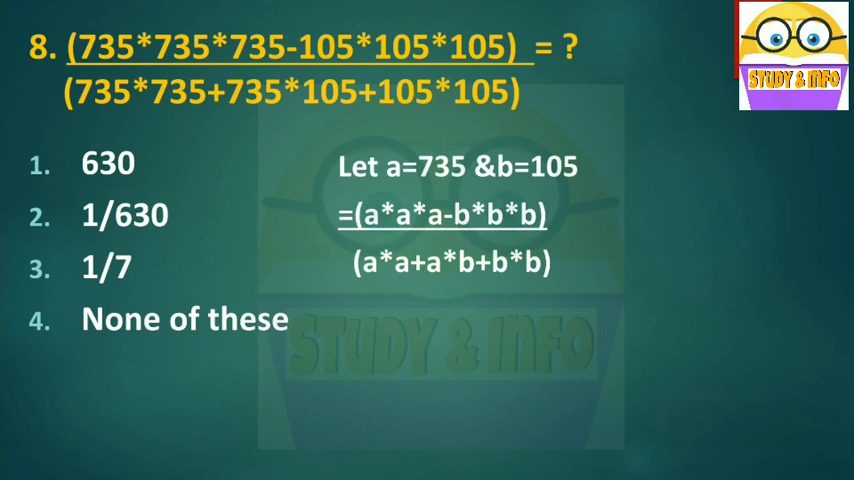 8. (735*735*735-105*105*105) = ?
(735*735+735*105+105*105)
1. 630
2. 1/630
3. 1/7
4. None of these
Let a=735 &b=105
=(a*a*a-b*b*b)
(a*a+a*b+b*b)
STUDY & INFO
STUDY & INFO